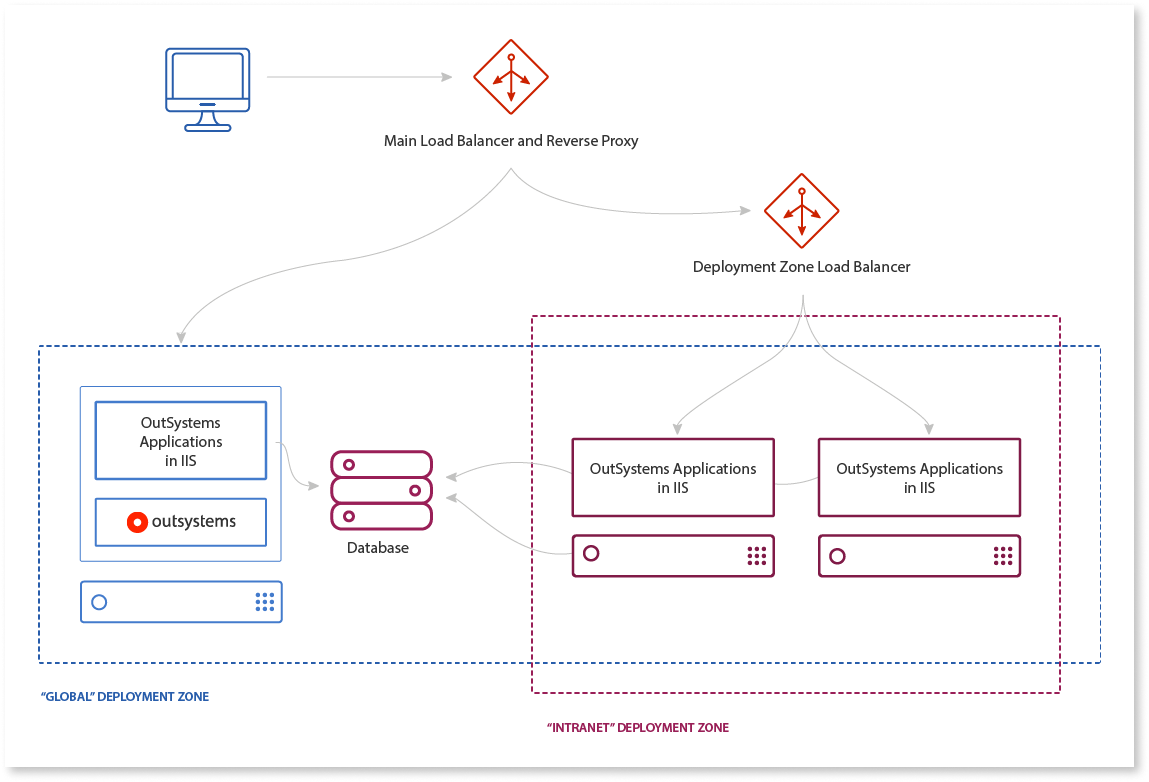 Main Load Balancer and Reverse Proxy
Deployment Zone Load Balancer
OutSystems
Applications
in IIS
outsystems
Database
OutSystems Applications
in IIS
OutSystems Applications
in IIS
“GLOBAL” DEPLOYMENT ZONE
“INTRANET” DEPLOYMENT ZONE